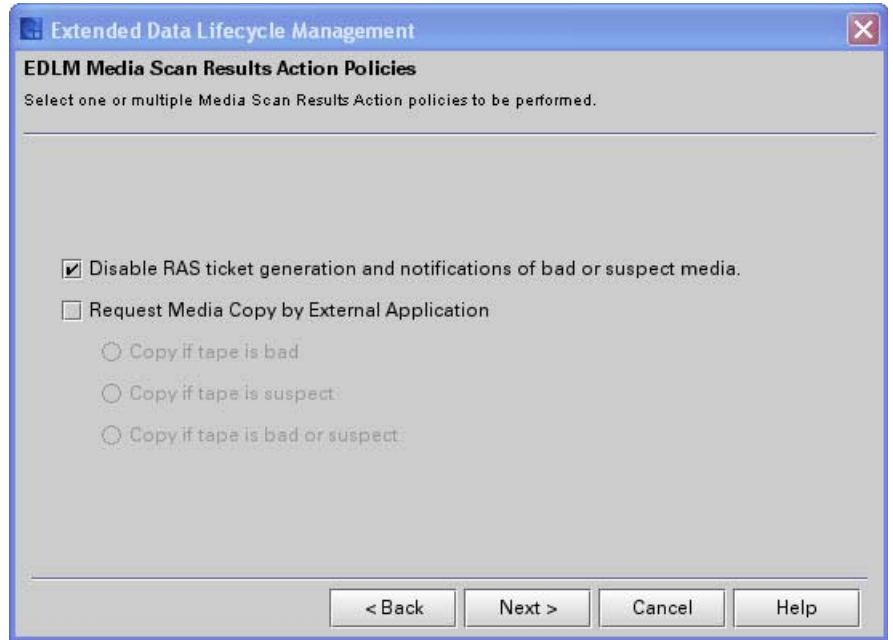 Extended Data Lifecycle Management
EDLM Media Scan Results Action Policies
Select one or multiple Media Scan Results Action policies to be performed.
Disable RAS ticket generation and notifications of bad or suspect media.
Request Media Copy by External Application
Copy if tape is bad
Copy if tape is suspect
Copy if tape is bad or suspect
< Back Next > Cancel Help